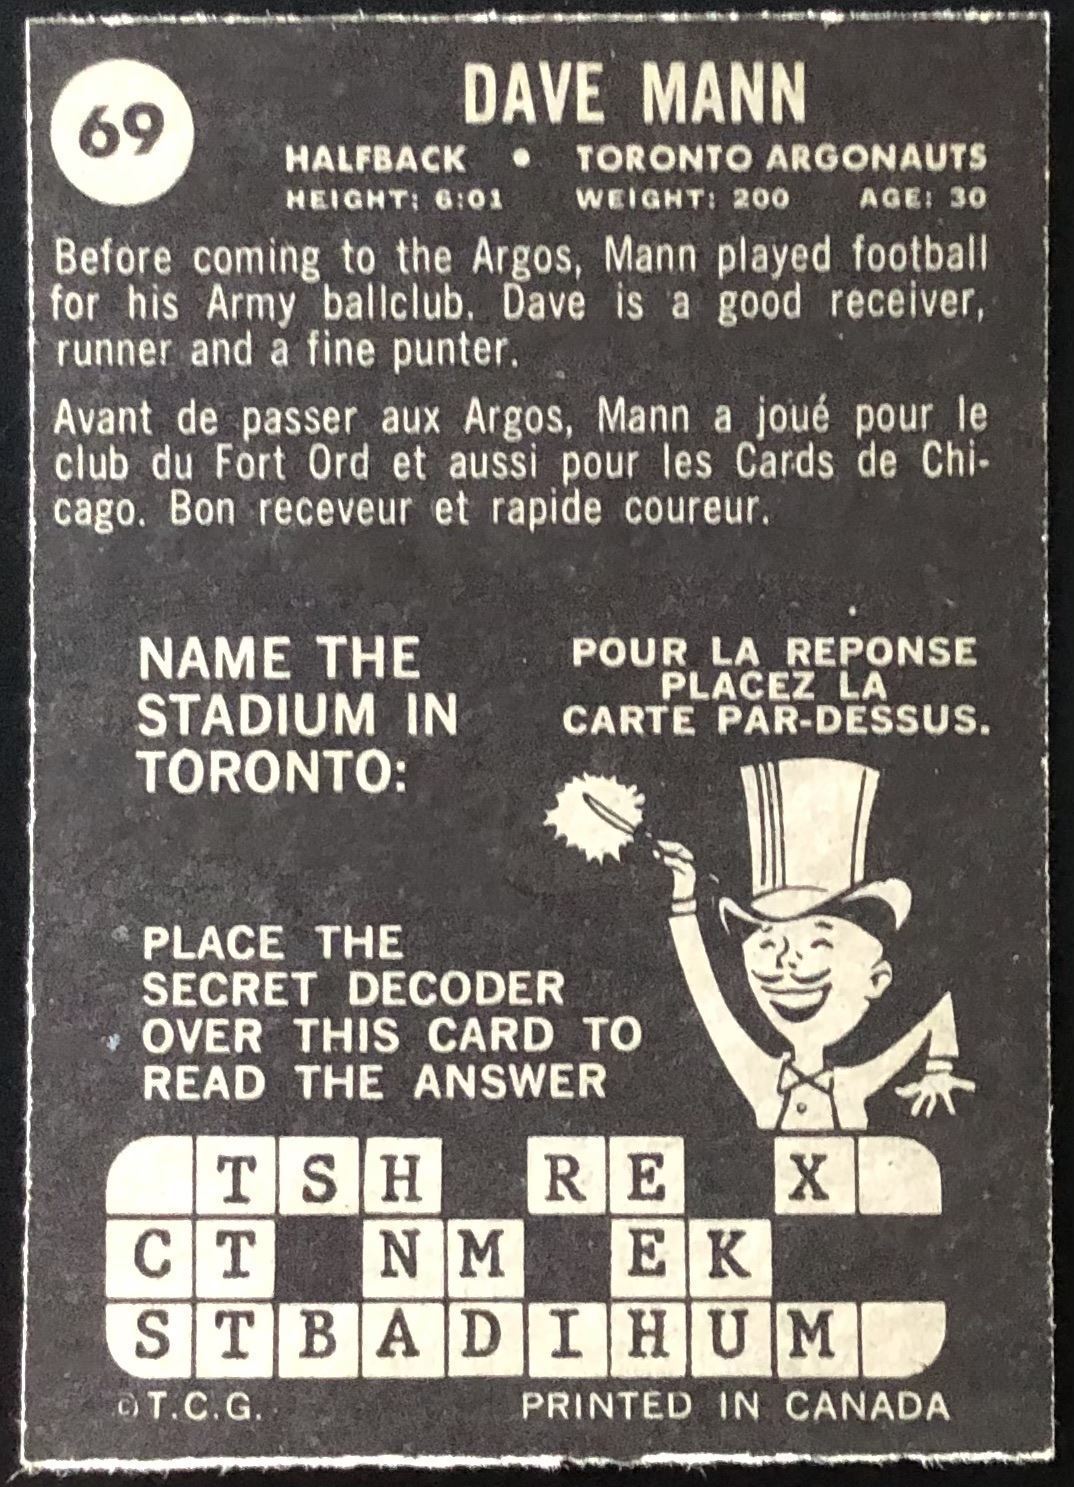 69
DAVE MANN
HALFBACK • TORONTO ARGONAUTS
HEIGHT: 6:01 WEIGHT: 200 AGE: 30
Before coming to the Argos, Mann played football
for his Army ballclub. Dave is a good receiver,
runner and a fine punter.
Avant de passer aux Argos, Mann a joué pour le
club du Fort Ord et aussi pour les Cards de Chi-
cago. Bon receveur et rapide coureur.
NAME THE
STADIUM IN
TORONTO:
POUR LA REPONSE
PLACEZ LA
CARTE PAR-DESSUS.
PLACE THE
SECRET DECODER
OVER THIS CARD TO
READ THE ANSWER
T S H R E X
C T N M E K
S T B A D I H U M
© T.C.G. PRINTED IN CANADA